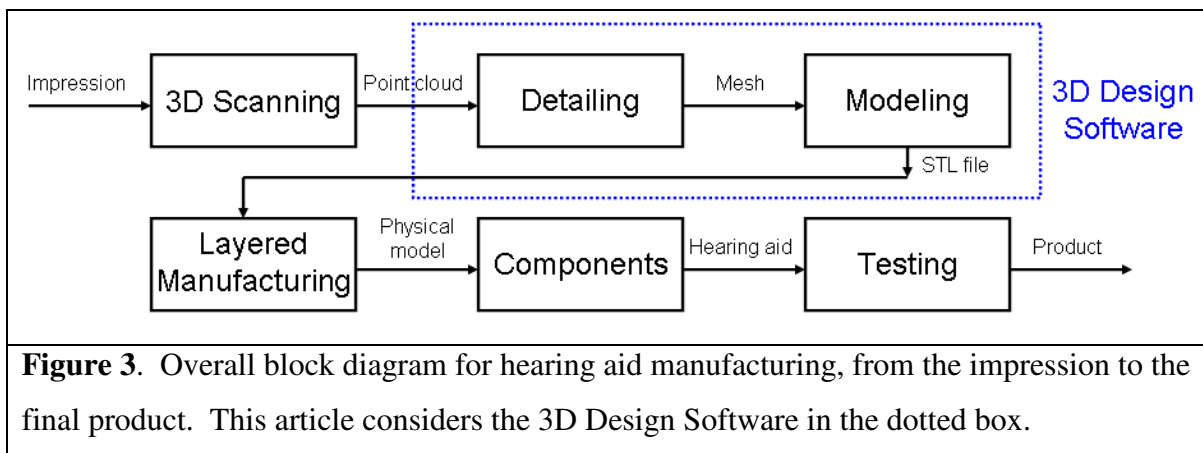 Impression
3D Scanning
Point cloud
Detailing
Mesh
Modeling
3D Design
Software
STL file
Layered
Manufacturing
Physical
model
Components
Hearing aid
Testing
Product
Figure 3.  Overall block diagram for hearing aid manufacturing, from the impression to the
final product.  This article considers the 3D Design Software in the dotted box.